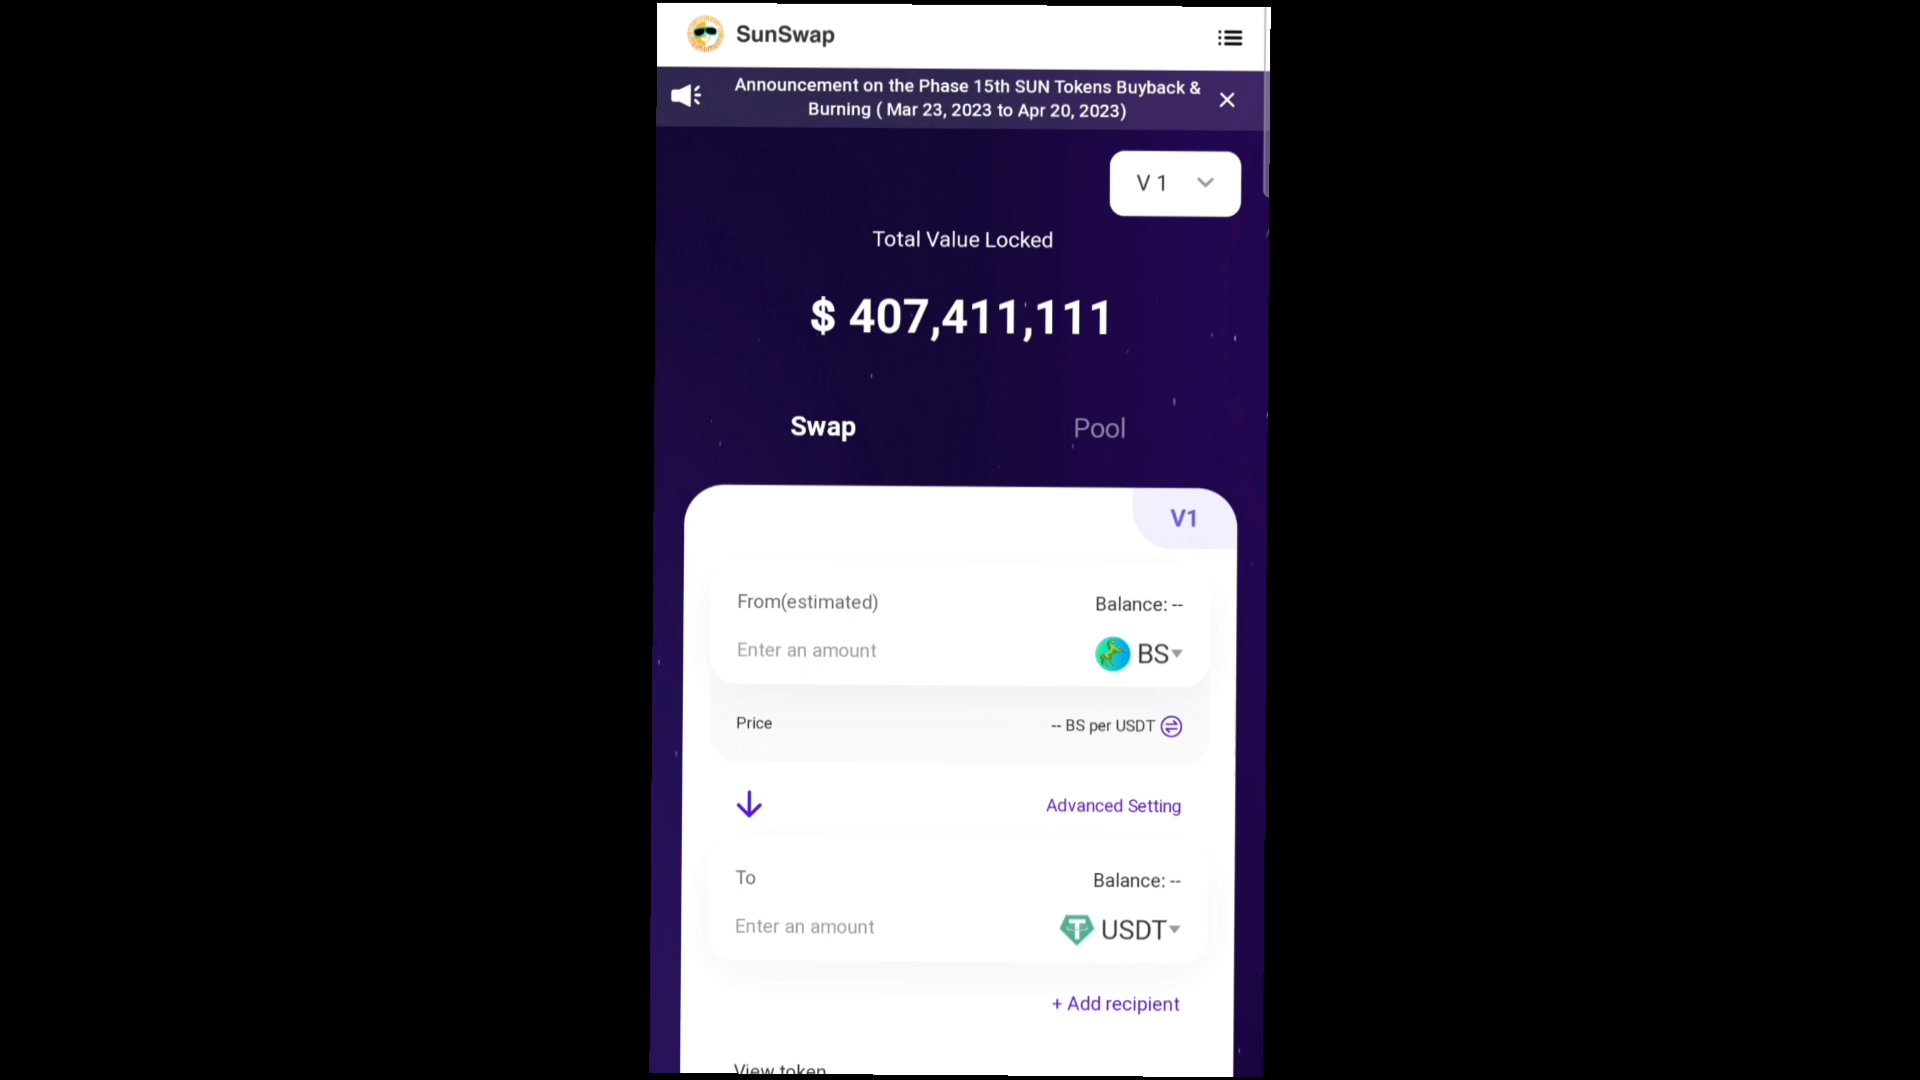 SunSwap
Announcement on the Phase 15th SUN Tokens Buyback &
Burning ( Mar 23, 2023 to Apr 20, 2023)
V 1
Total Value Locked
$ 407,411,111
Swap
Pool
V1
From(estimated)
Balance: --
Enter an amount
BS
Price
-- BS per USDT
Advanced Setting
To
Balance: --
Enter an amount
USDT
+ Add recipient
View token